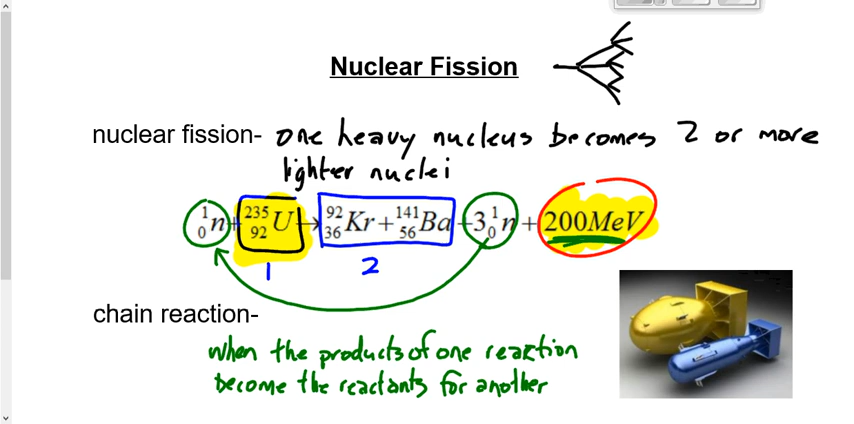 Nuclear Fission
nuclear fission- one heavy nucleus becomes 2 or more
lighter nuclei
¹₀n + ²³⁵₉₂U → ⁹²₃₆Kr + ¹⁴¹₅₆Ba + 3¹₀n + 200MeV
1 2
chain reaction-
when the products of one reaction
become the reactants for another